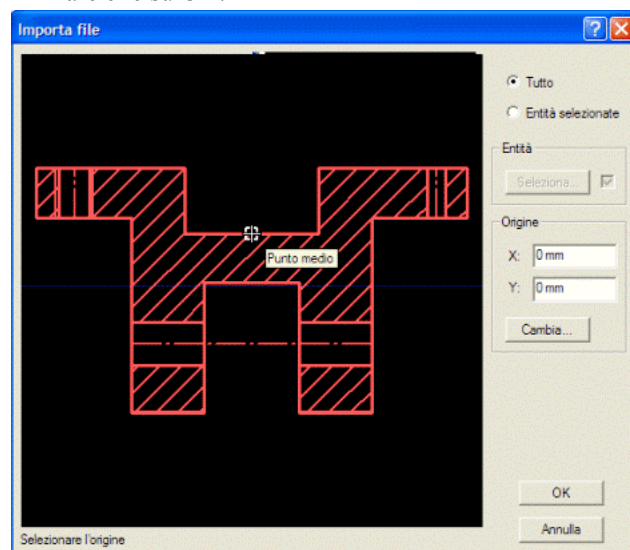 Importa file
Tutto
Entità selezionate
Entità
Seleziona...
Origine
X: 0 mm
Y: 0 mm
Cambia...
Punto medio
OK
Annulla
Selezionare l'origine